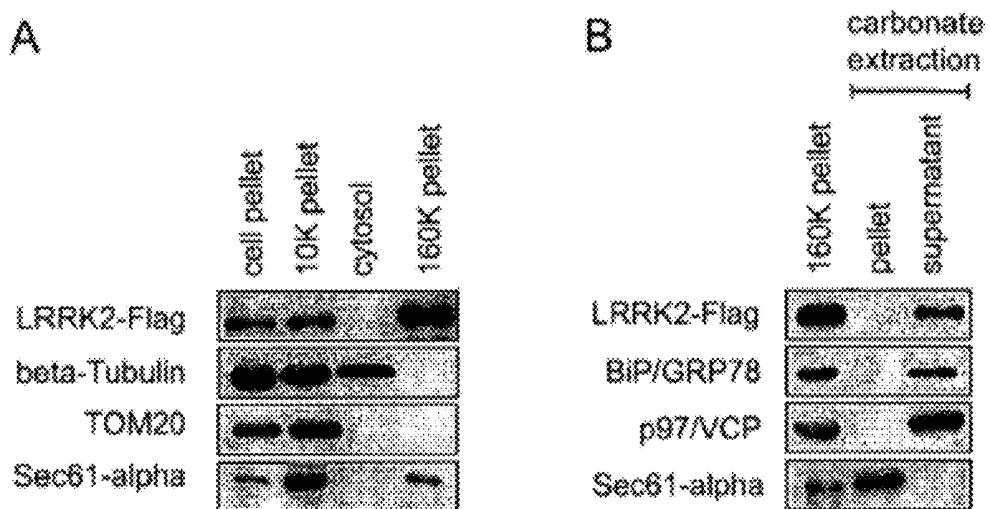 A
cell pellet
10K pellet
cytosol
160K pellet
LRRK2-Flag
beta-Tubulin
TOM20
Sec61-alpha
B
carbonate
extraction
160K pellet
pellet
supernatant
LRRK2-Flag
BiP/GRP78
p97/VCP
Sec61-alpha